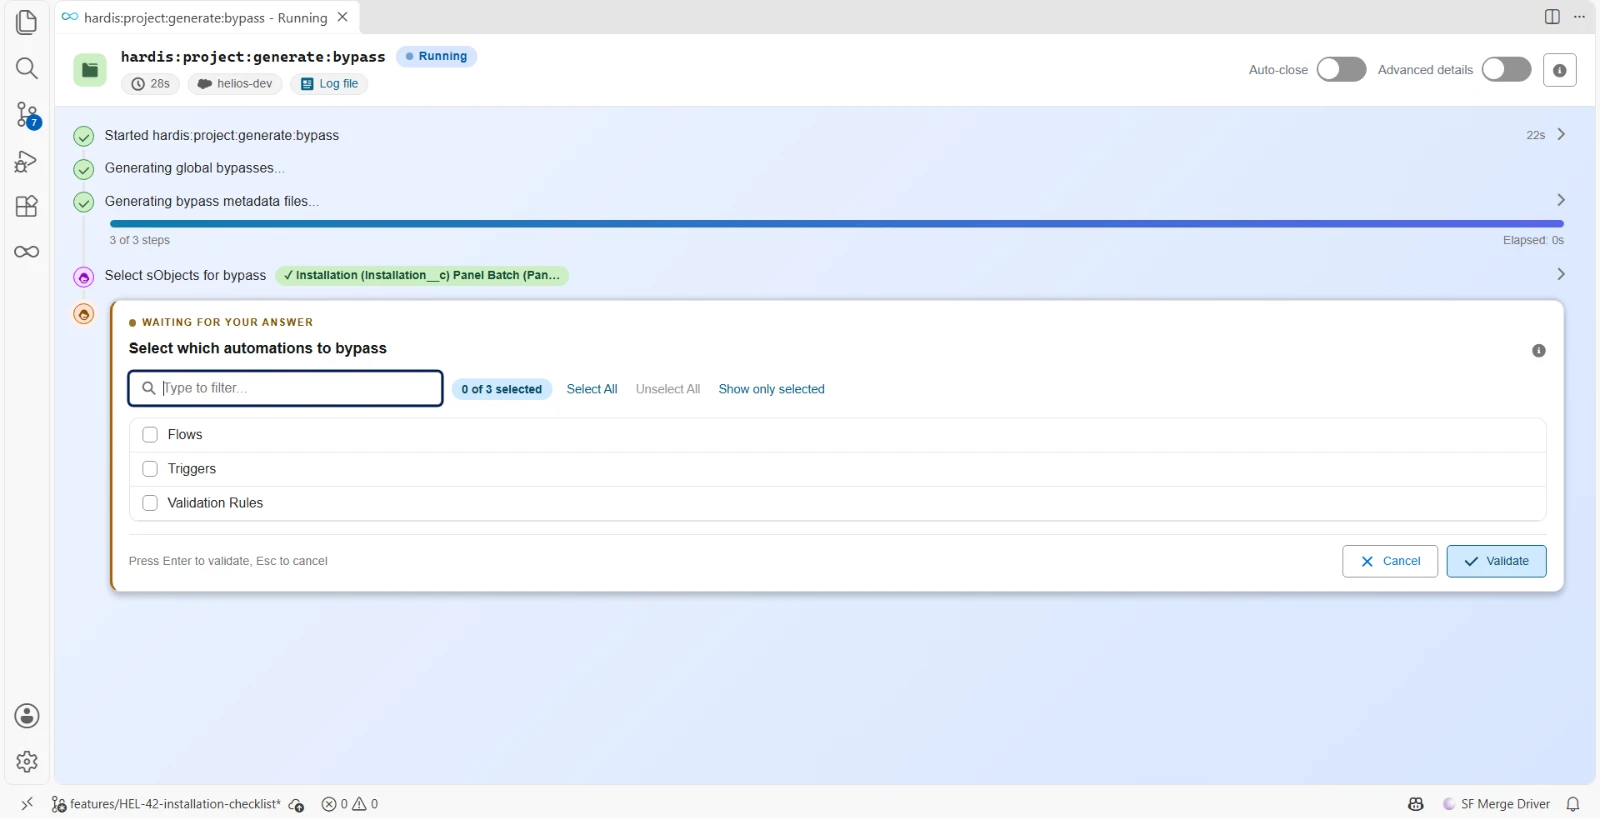 hardis:project:generate:bypass - Running
hardis:project:generate:bypass
Running
28s
helios-dev
Log file
Auto-close
Advanced details
Started hardis:project:generate:bypass
22s
Generating global bypasses...
Generating bypass metadata files...
3 of 3 steps
Elapsed: 0s
Select sObjects for bypass
✓ Installation (Installation__c) Panel Batch (Pan...
WAITING FOR YOUR ANSWER
Select which automations to bypass
Type to filter...
0 of 3 selected
Select All
Unselect All
Show only selected
Flows
Triggers
Validation Rules
Press Enter to validate, Esc to cancel
Cancel
Validate
7
features/HEL-42-installation-checklist*
0
0
SF Merge Driver